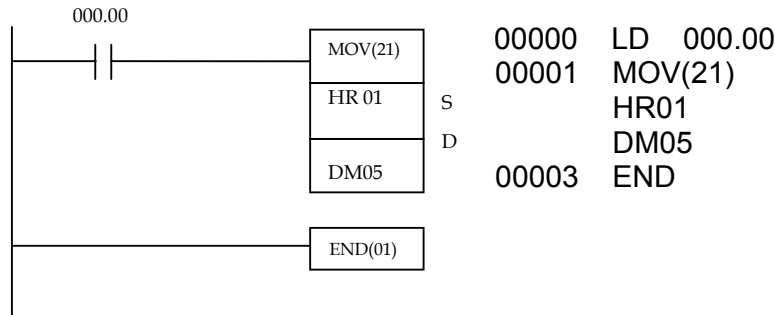 000.00
MOV(21)
HR 01 S
D
DM05
END(01)
00000 LD 000.00
00001 MOV(21)
HR01
DM05
00003 END